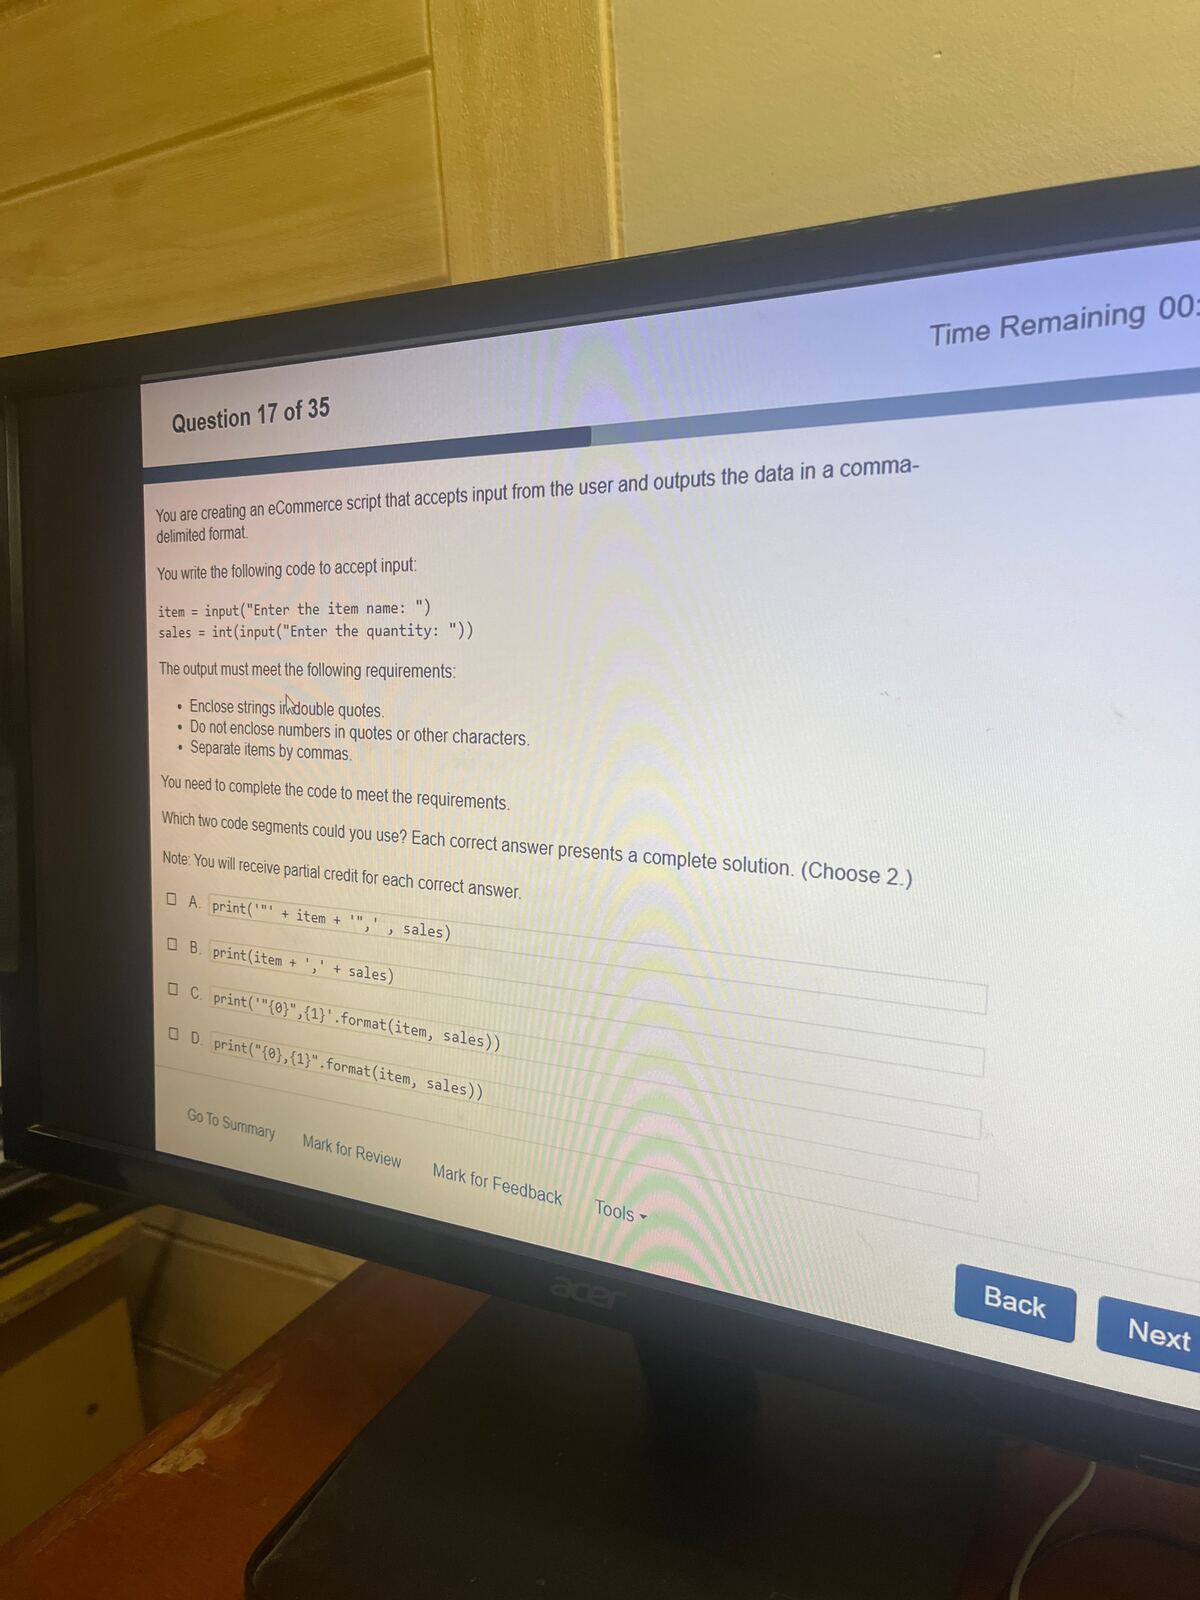 Time Remaining 00:
Question 17 of 35
You are creating an eCommerce script that accepts input from the user and outputs the data in a comma-
delimited format.
You write the following code to accept input:
item = input("Enter the item name: ")
sales = int(input("Enter the quantity: "))
The output must meet the following requirements:
• Enclose strings in double quotes.
• Do not enclose numbers in quotes or other characters.
• Separate items by commas.
You need to complete the code to meet the requirements.
Which two code segments could you use? Each correct answer presents a complete solution. (Choose 2.)
Note: You will receive partial credit for each correct answer.
A. print('"' + item + '",' , sales)
B. print(item + ',' + sales)
C. print('"{0}",{1}'.format(item, sales))
D. print("{0},{1}".format(item, sales))
Go To Summary Mark for Review Mark for Feedback Tools
Back Next
acer